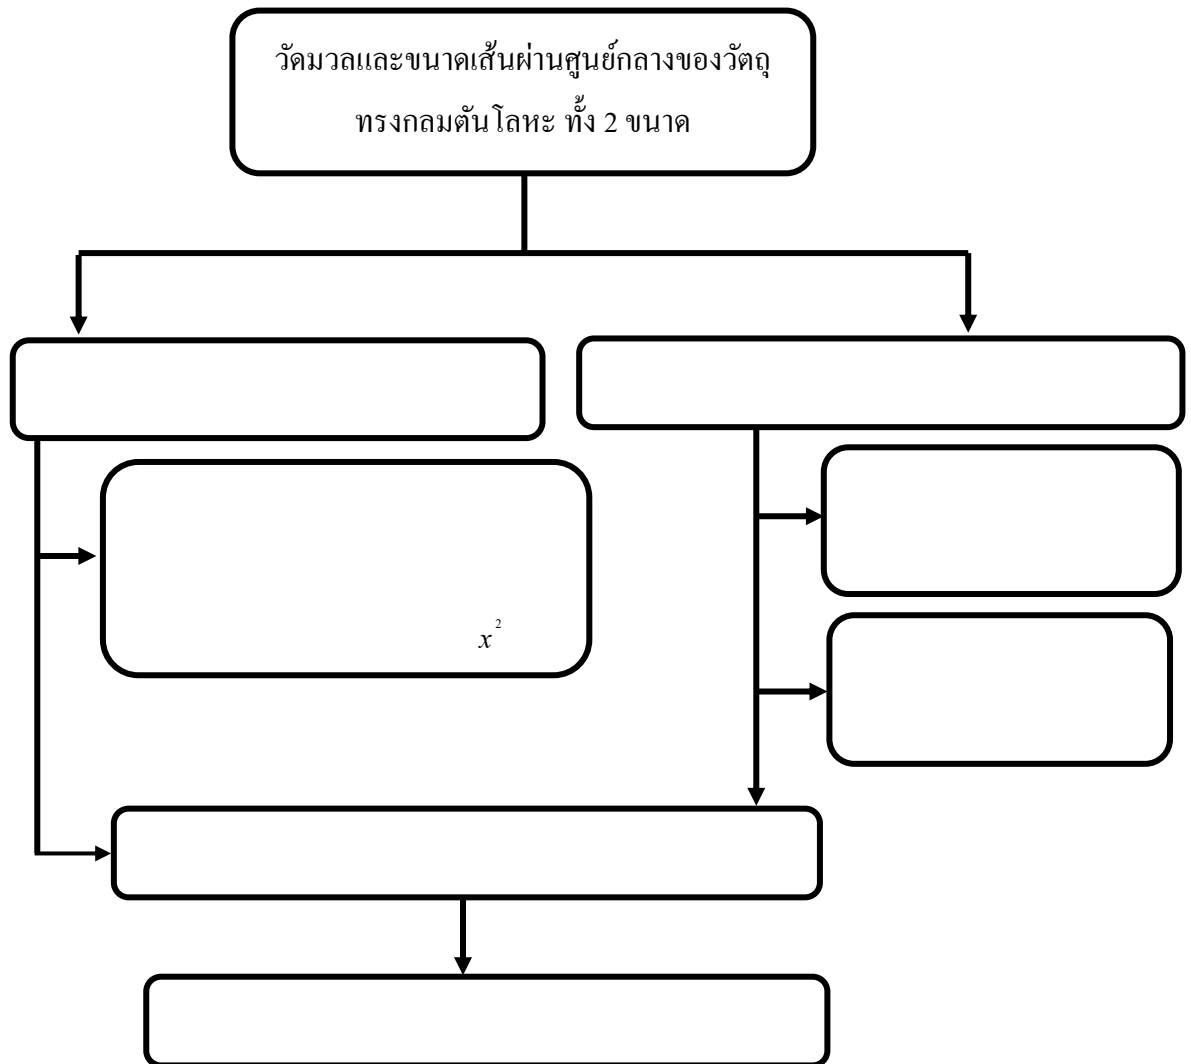 วัดมวลและขนาดเส้นผ่านศูนย์กลางของวัตถุ
ทรงกลมตันโลหะ ทั้ง 2 ขนาด
x²